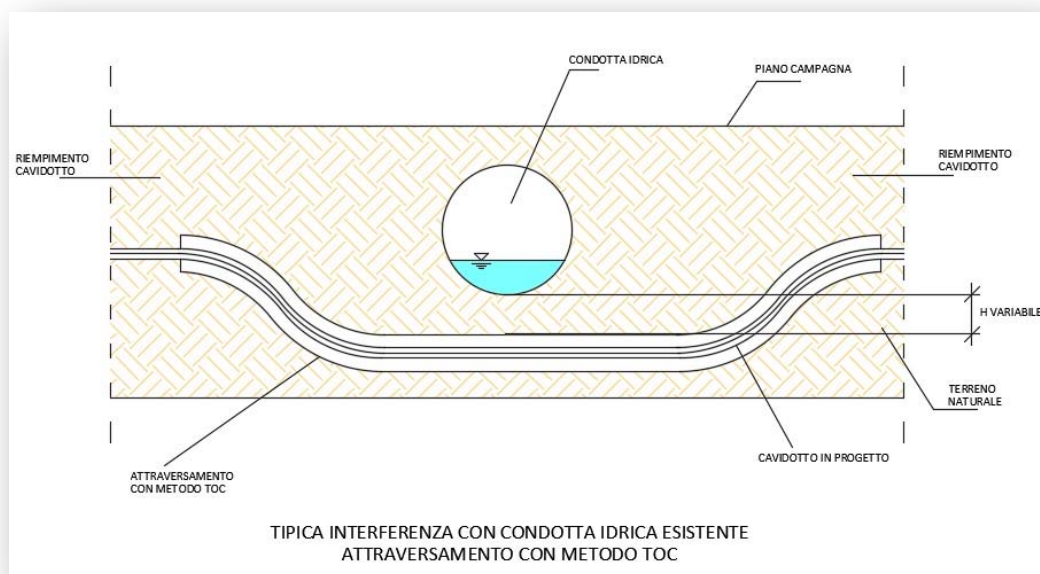 CONDOTTA IDRICA
PIANO CAMPAGNA
RIEMPIMENTO
CAVIDOTTO
RIEMPIMENTO
CAVIDOTTO
H VARIABILE
TERRENO
NATURALE
CAVIDOTTO IN PROGETTO
ATTRAVERSAMENTO
CON METODO TOC
TIPICA INTERFERENZA CON CONDOTTA IDRICA ESISTENTE
ATTRAVERSAMENTO CON METODO TOC